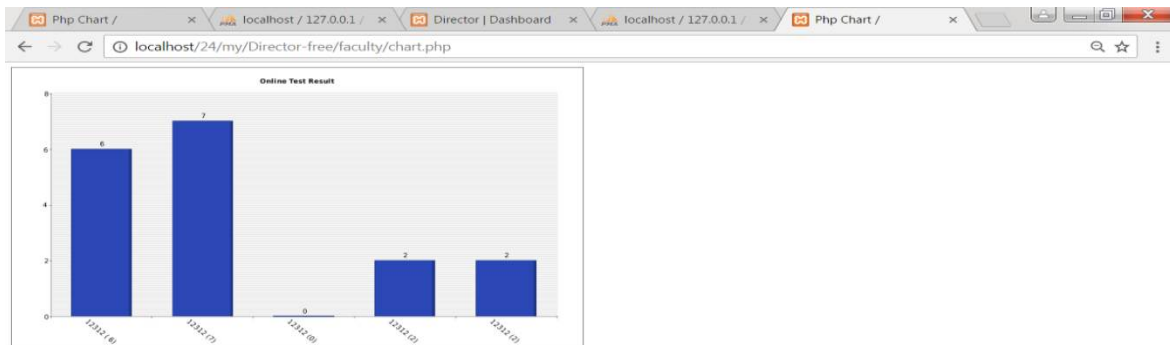 Php Chart / localhost / 127.0.0.1 / Director | Dashboard localhost / 127.0.0.1 / Php Chart /
localhost/24/my/Director-free/faculty/chart.php
Online Test Result
8
7
6 6
4
2 2 2
0 0
12312 ( 6) 12312 (7) 12312 (0) 12312 (2) 12312 (2)